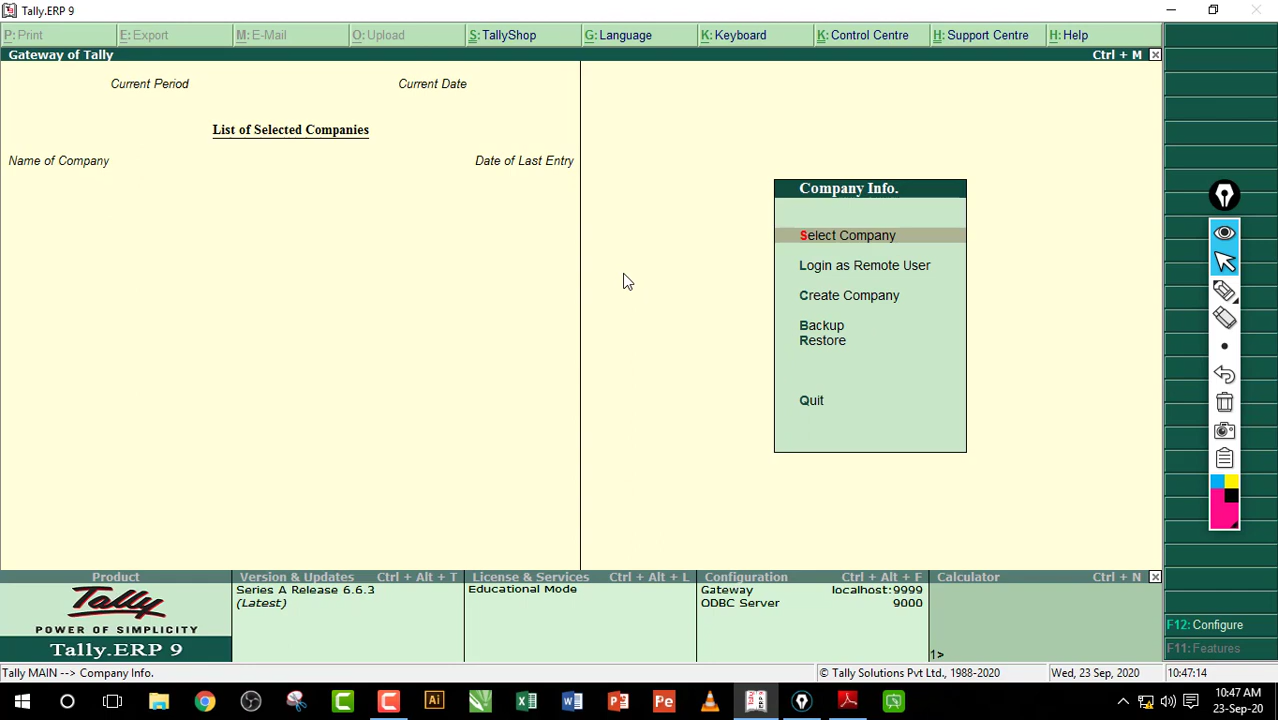 Tally.ERP 9
P: Print E: Export M: E-Mail O: Upload S: TallyShop G: Language K: Keyboard K: Control Centre H: Support Centre H: Help
Gateway of Tally Ctrl + M
Current Period Current Date
List of Selected Companies
Name of Company Date of Last Entry
Company Info.
Select Company
Login as Remote User
Create Company
Backup
Restore
Quit
Product Version & Updates Ctrl + Alt + T License & Services Ctrl + Alt + L Configuration Ctrl + Alt + F Calculator Ctrl + N
Series A Release 6.6.3 Educational Mode Gateway localhost:9999
(Latest) ODBC Server 9000
Tally
POWER OF SIMPLICITY
Tally.ERP 9
1>
F12: Configure
F11: Features
Tally MAIN --> Company Info. © Tally Solutions Pvt Ltd., 1988-2020 Wed, 23 Sep, 2020 10:47:14
10:47 AM
23-Sep-20